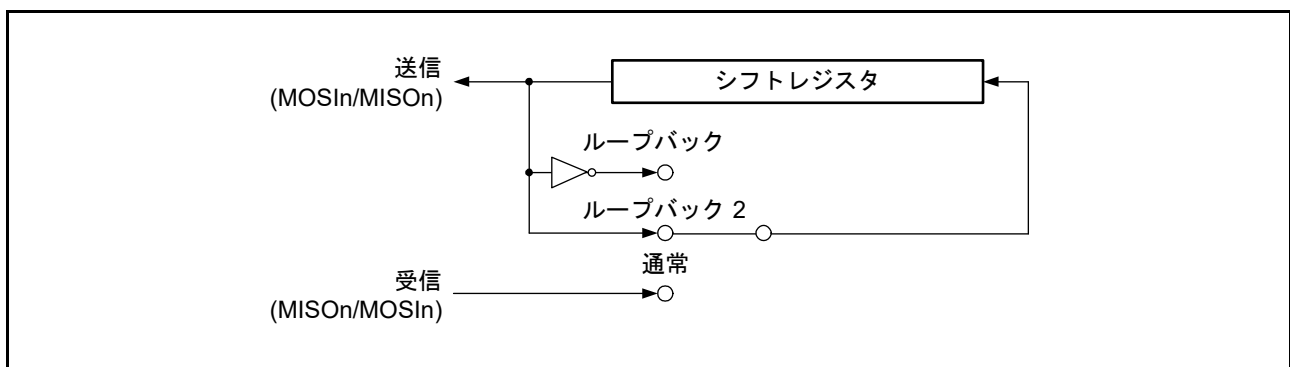 送信
(MOSIn/MISOn)
シフトレジスタ
ループバック
ループバック 2
通常
受信
(MISOn/MOSIn)